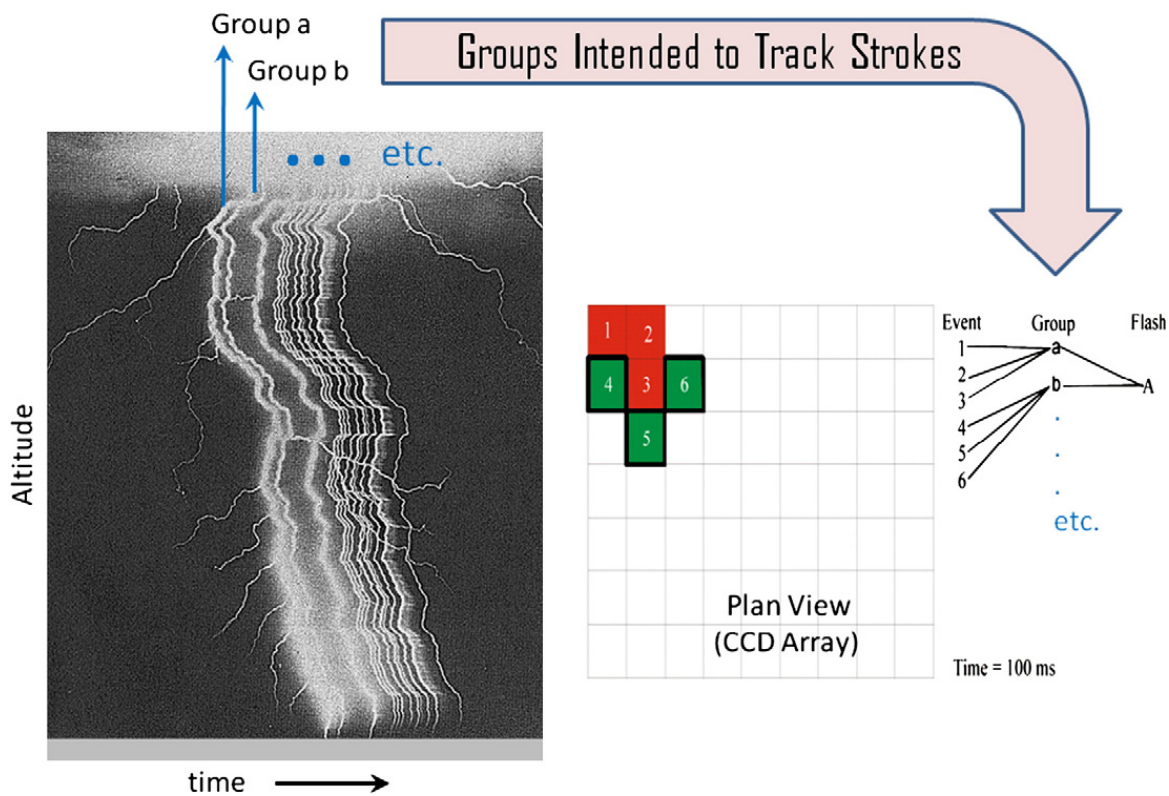 Group a
Group b
Groups Intended to Track Strokes
etc.
Altitude
time
1 2
4 3 6
5
Plan View
(CCD Array)
Event Group Flash
1 a
2
b A
3
4
5
6
etc.
Time = 100 ms